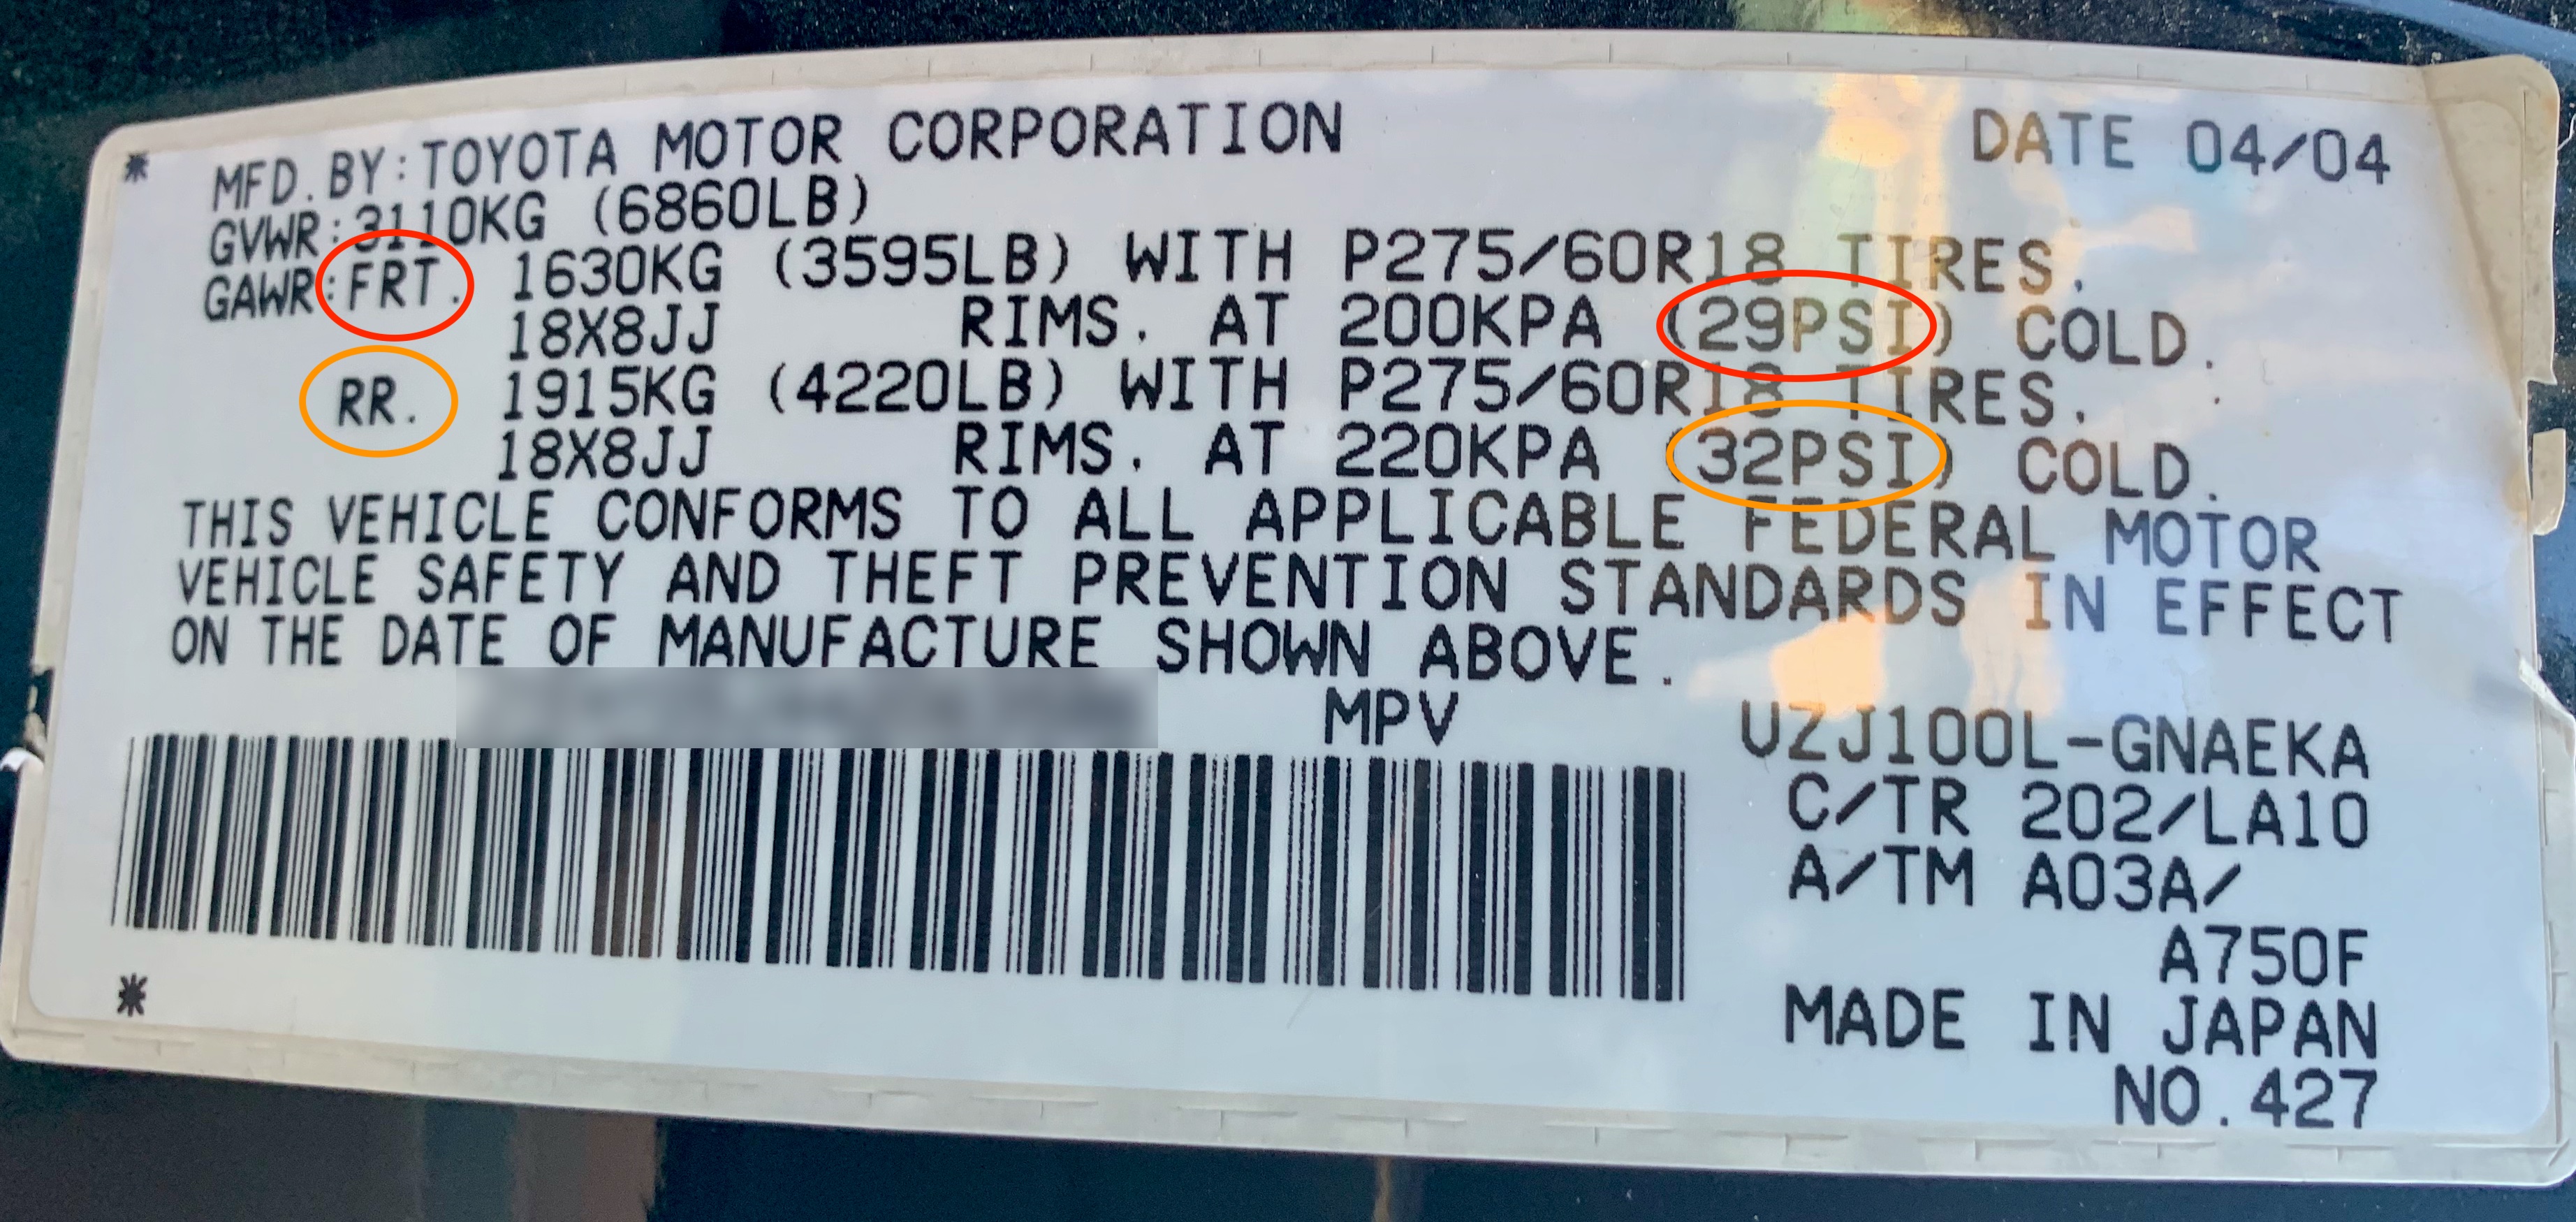 MFD.BY:TOYOTA MOTOR CORPORATION DATE 04/04
GVWR:3110KG (6860LB)
GAWR:FRT. 1630KG (3595LB) WITH P275/60R18 TIRES.
18X8JJ RIMS. AT 200KPA (29PSI) COLD.
RR. 1915KG (4220LB) WITH P275/60R18 TIRES.
18X8JJ RIMS. AT 220KPA (32PSI) COLD.
THIS VEHICLE CONFORMS TO ALL APPLICABLE FEDERAL MOTOR
VEHICLE SAFETY AND THEFT PREVENTION STANDARDS IN EFFECT
ON THE DATE OF MANUFACTURE SHOWN ABOVE.
MPV
UZJ100L-GNAEKA
C/TR 202/LA10
A/TM A03A/
A750F
MADE IN JAPAN
NO.427